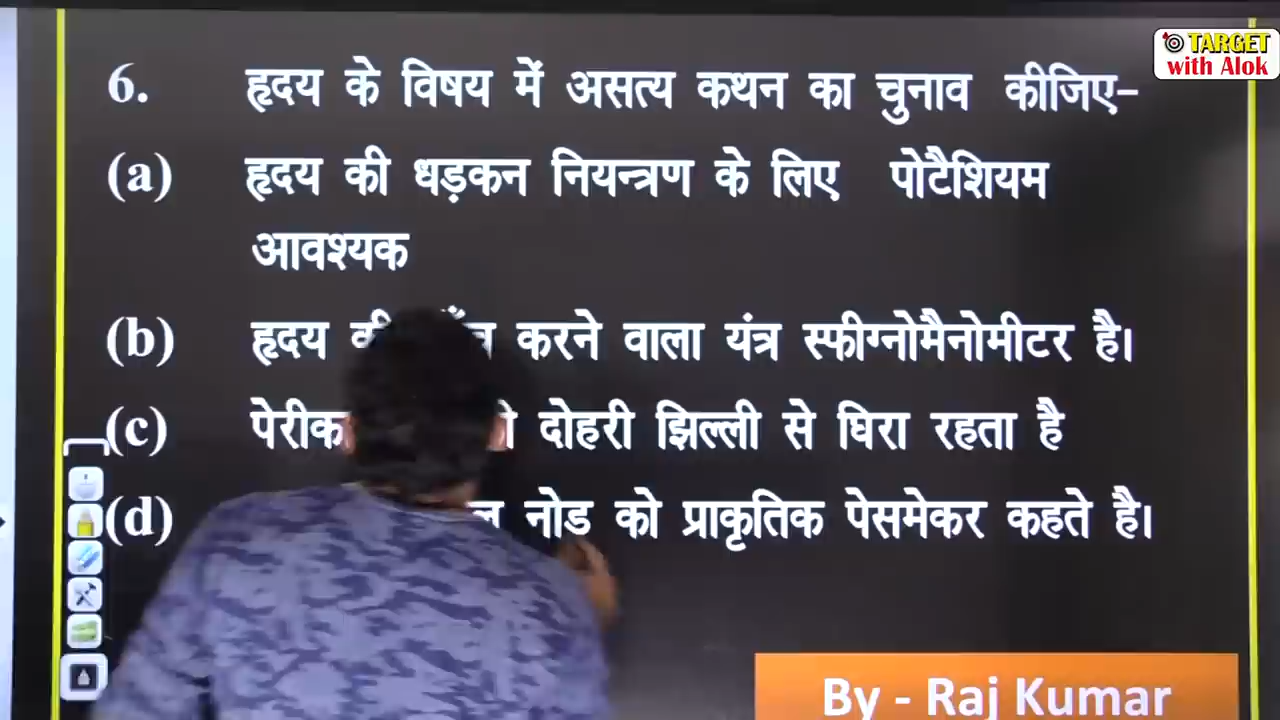 TARGET
with Alok
6. हृदय के विषय में असत्य कथन का चुनाव कीजिए-
(a) हृदय की धड़कन नियन्त्रण के लिए पोटैशियम
आवश्यक
(b) हृदय करने वाला यंत्र स्फीग्नोमैनोमीटर है।
(c) दोहरी झिल्ली से घिरा रहता है
(d) नोड को प्राकृतिक पेसमेकर कहते है।
By - Raj Kumar